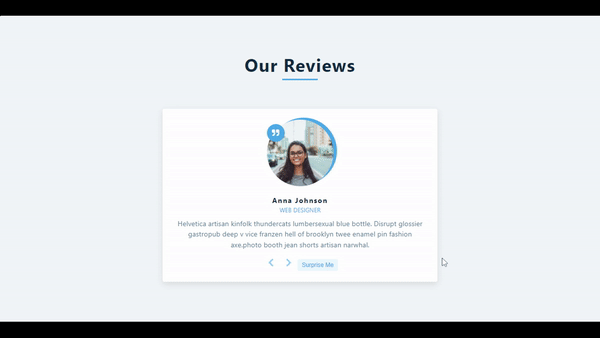 Our Reviews
Anna Johnson
WEB DESIGNER
Helvetica artisan kinfolk thundercats lumbersexual blue bottle. Disrupt glossier
gastropub deep v vice franzen hell of brooklyn twee enamel pin fashion
axe.photo booth jean shorts artisan narwhal.
Surprise Me